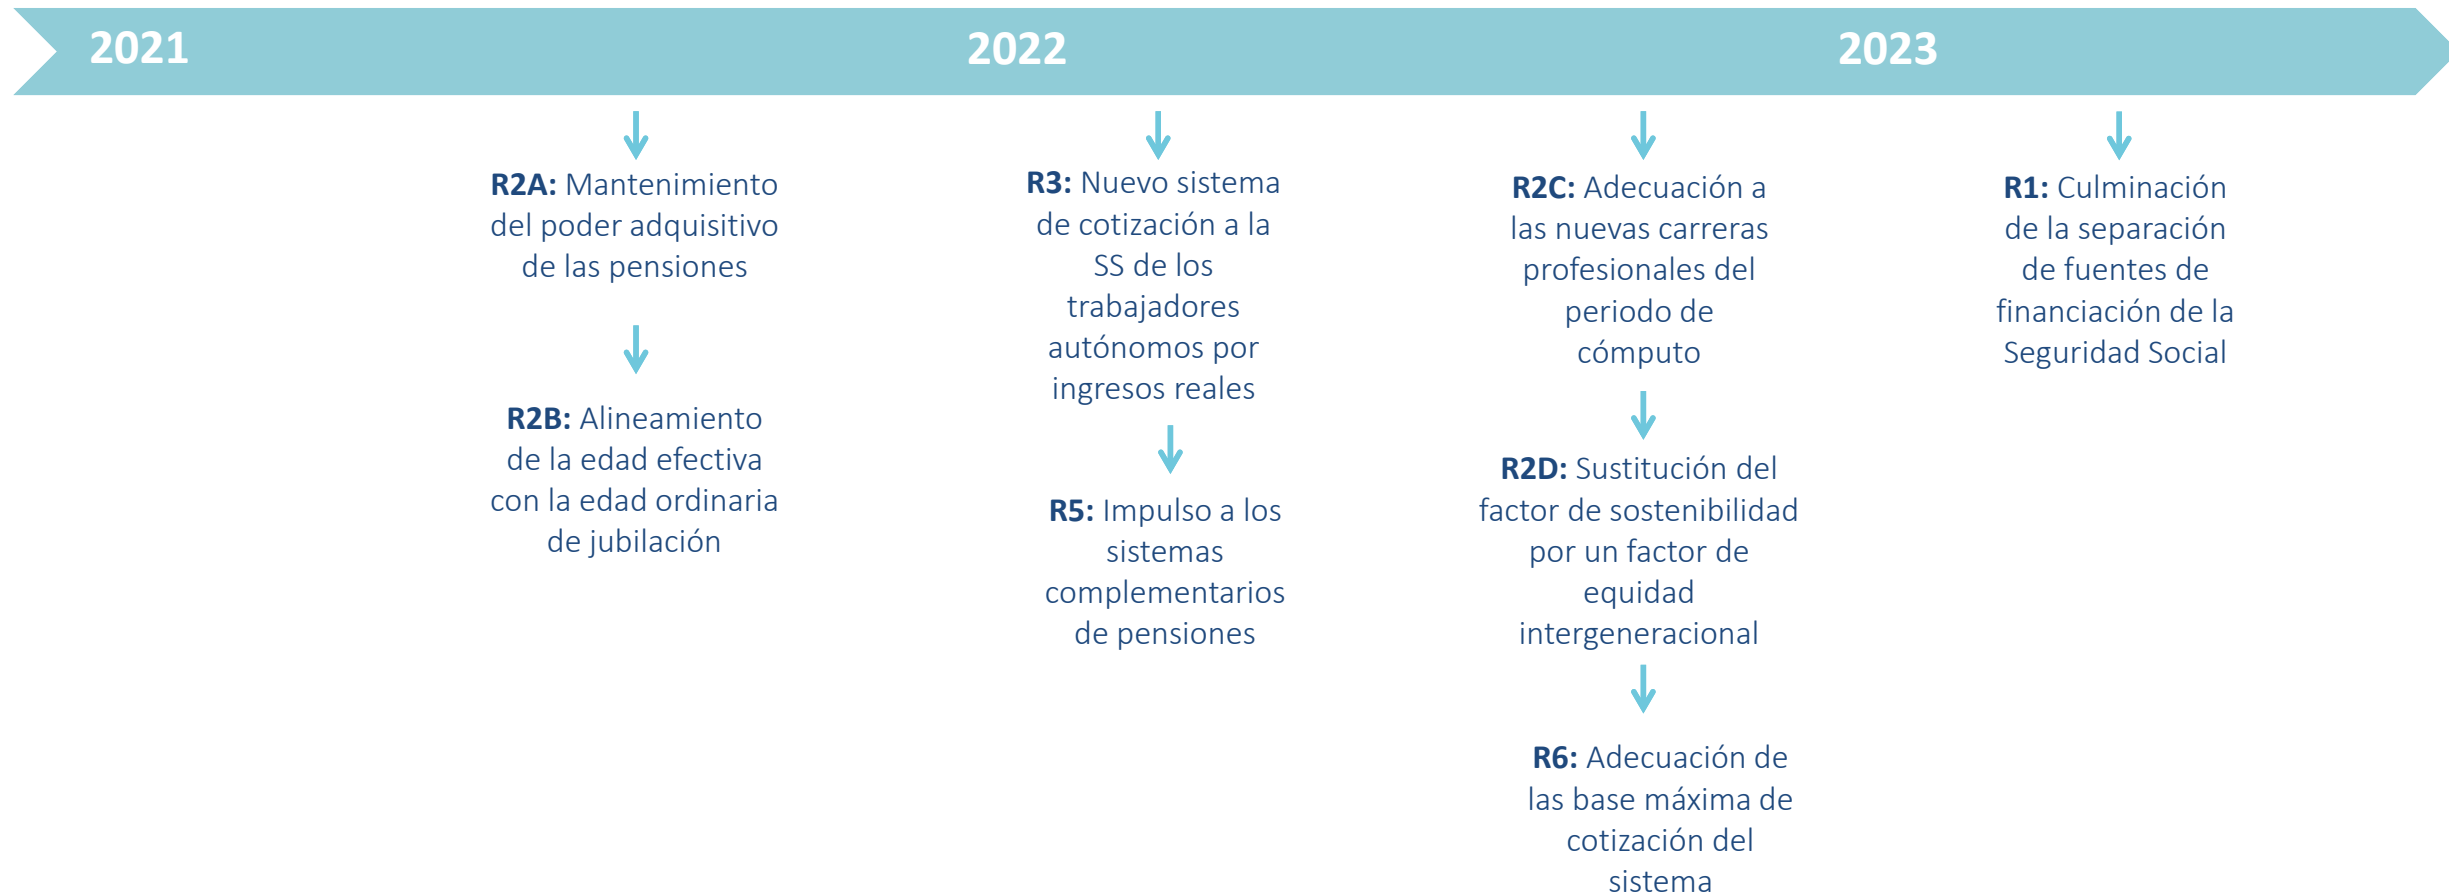 2021
2022
2023
R2A: Mantenimiento
del poder adquisitivo
de las pensiones
R2B: Alineamiento
de la edad efectiva
con la edad ordinaria
de jubilación
R3: Nuevo sistema
de cotización a la
SS de los
trabajadores
autónomos por
ingresos reales
R5: Impulso a los
sistemas
complementarios
de pensiones
R2C: Adecuación a
las nuevas carreras
profesionales del
periodo de
cómputo
R2D: Sustitución del
factor de sostenibilidad
por un factor de
equidad
intergeneracional
R6: Adecuación de
las base máxima de
cotización del
sistema
R1: Culminación
de la separación
de fuentes de
financiación de la
Seguridad Social